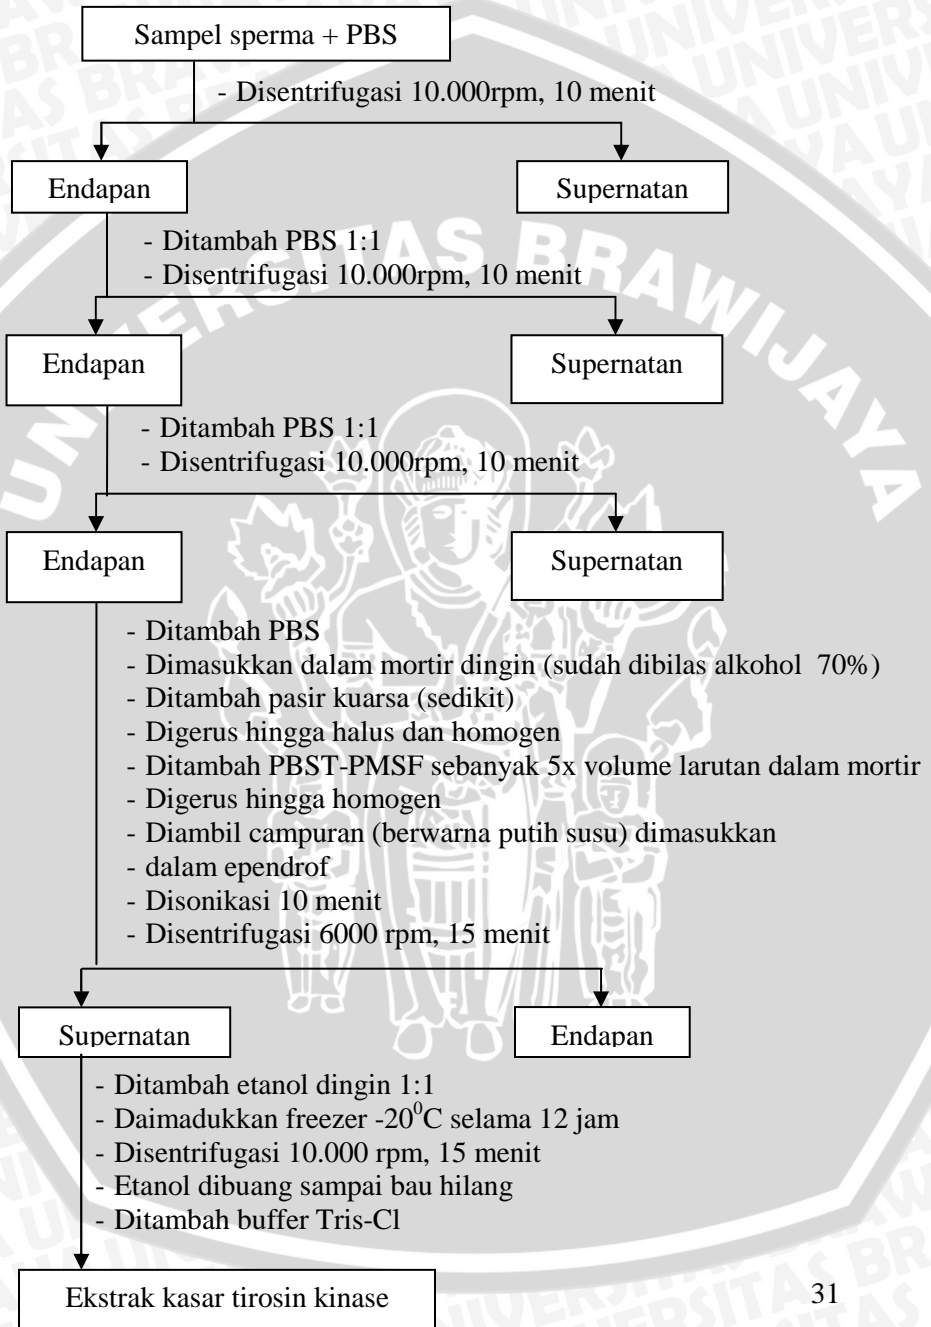 Sampel sperma + PBS
- Disentrifugasi 10.000rpm, 10 menit
Endapan
Supernatan
- Ditambah PBS 1:1
- Disentrifugasi 10.000rpm, 10 menit
Endapan
Supernatan
- Ditambah PBS 1:1
- Disentrifugasi 10.000rpm, 10 menit
Endapan
Supernatan
- Ditambah PBS
- Dimasukkan dalam mortir dingin (sudah dibilas alkohol 70%)
- Ditambah pasir kuarsa (sedikit)
- Digerus hingga halus dan homogen
- Ditambah PBST-PMSF sebanyak 5x volume larutan dalam mortir
- Digerus hingga homogen
- Diambil campuran (berwarna putih susu) dimasukkan
- dalam ependrof
- Disonikasi 10 menit
- Disentrifugasi 6000 rpm, 15 menit
Supernatan
Endapan
- Ditambah etanol dingin 1:1
- Daimadukkan freezer -20⁰C selama 12 jam
- Disentrifugasi 10.000 rpm, 15 menit
- Etanol dibuang sampai bau hilang
- Ditambah buffer Tris-Cl
Ekstrak kasar tirosin kinase
31
UNIVERSITAS BRAWIJAYA